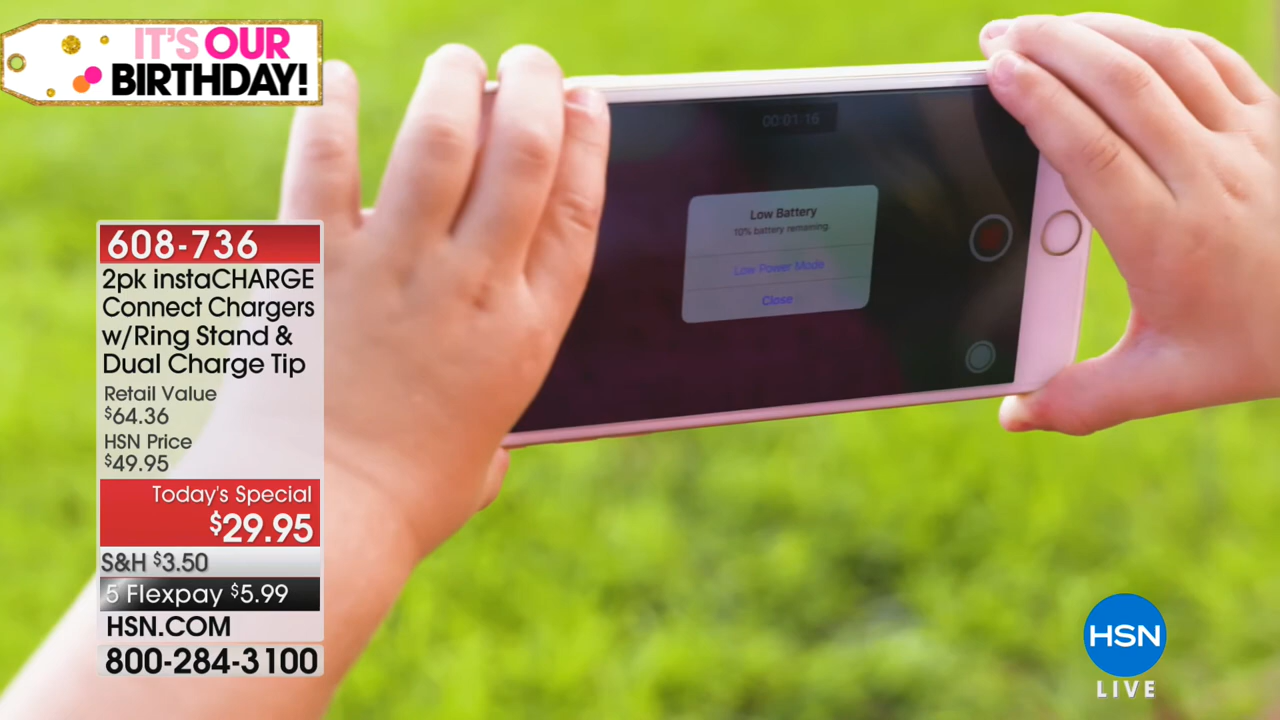 IT'S OUR
BIRTHDAY!
608-736
2pk instaCHARGE
Connect Chargers
w/Ring Stand &
Dual Charge Tip
Retail Value
$64.36
HSN Price
$49.95
Today's Special
$29.95
S&H $3.50
5 Flexpay $5.99
HSN.COM
800-284-3100
00:01:16
Low Battery
10% battery remaining.
Low Power Mode
Close
HSN
LIVE